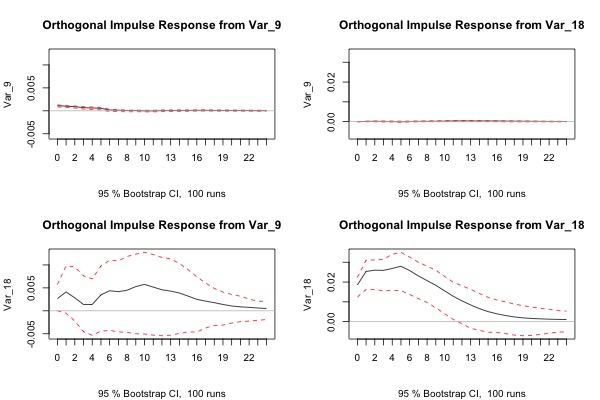 Orthogonal Impulse Response from Var_9
Var_9
0.005
-0.005
0 2 4 6 8 10 13 16 19 22
95 % Bootstrap CI, 100 runs
Orthogonal Impulse Response from Var_18
Var_9
0.02
0.00
0 2 4 6 8 10 13 16 19 22
95 % Bootstrap CI, 100 runs
Orthogonal Impulse Response from Var_9
Var_18
0.005
-0.005
0 2 4 6 8 10 13 16 19 22
95 % Bootstrap CI, 100 runs
Orthogonal Impulse Response from Var_18
Var_18
0.02
0.00
0 2 4 6 8 10 13 16 19 22
95 % Bootstrap CI, 100 runs